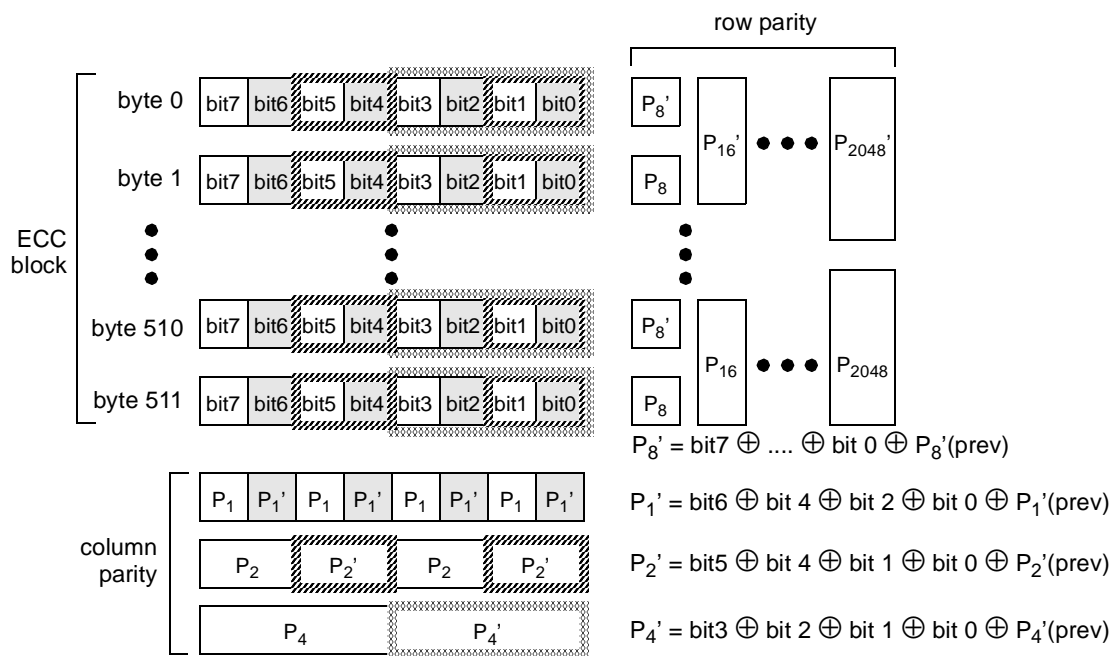 row parity
byte 0 bit7 bit6 bit5 bit4 bit3 bit2 bit1 bit0 P8’ P16’ P2048’
byte 1 bit7 bit6 bit5 bit4 bit3 bit2 bit1 bit0 P8
ECC
block
byte 510 bit7 bit6 bit5 bit4 bit3 bit2 bit1 bit0 P8’ P16 P2048
byte 511 bit7 bit6 bit5 bit4 bit3 bit2 bit1 bit0 P8
P8’ = bit7 ⊕ .... ⊕ bit 0 ⊕ P8’(prev)
P1 P1’ P1 P1’ P1 P1’ P1 P1’ P1’ = bit6 ⊕ bit 4 ⊕ bit 2 ⊕ bit 0 ⊕ P1’(prev)
column
parity
P2 P2’ P2 P2’ P2’ = bit5 ⊕ bit 4 ⊕ bit 1 ⊕ bit 0 ⊕ P2’(prev)
P4 P4’ P4’ = bit3 ⊕ bit 2 ⊕ bit 1 ⊕ bit 0 ⊕ P4’(prev)